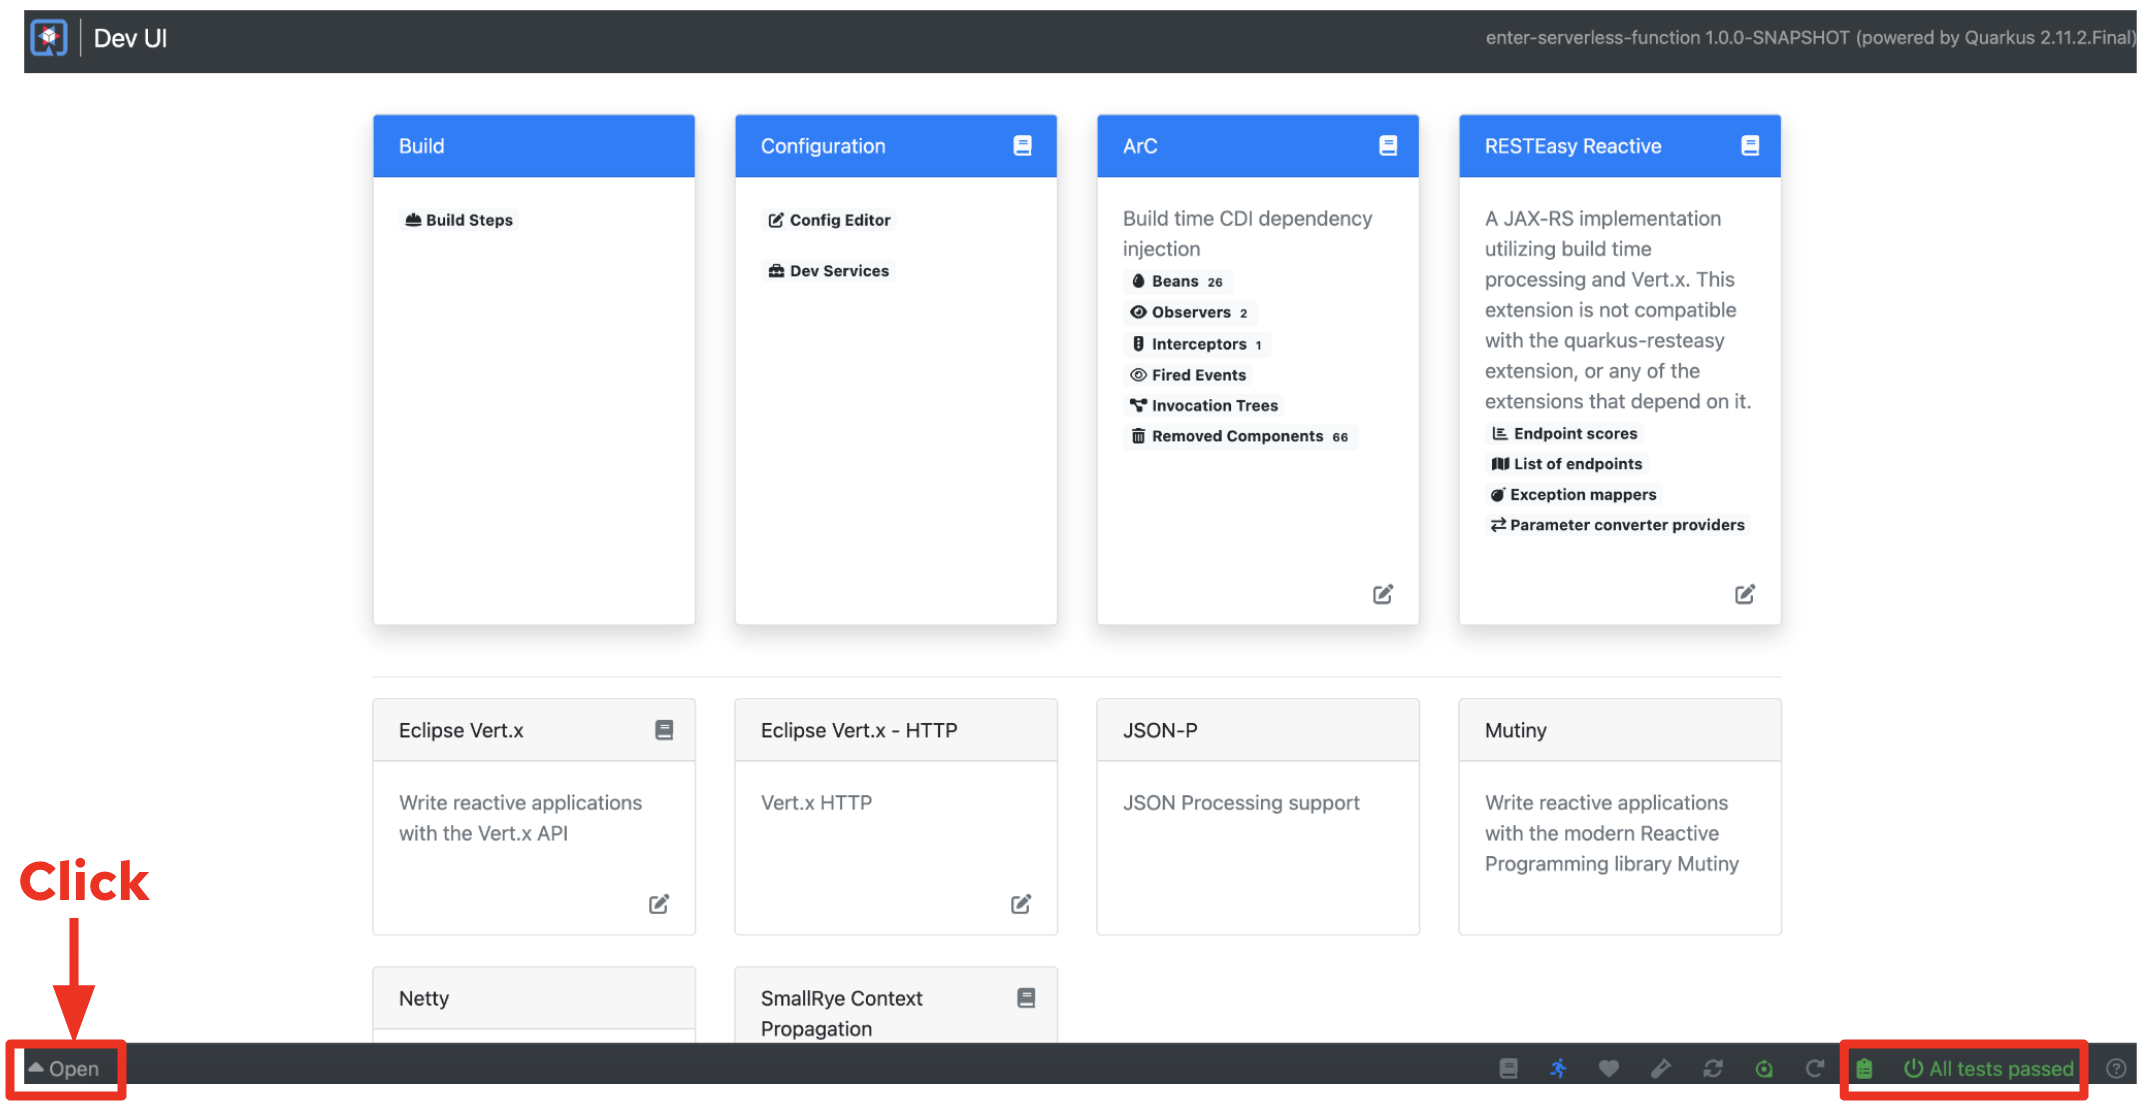 Dev UI
enter-serverless-function 1.0.0-SNAPSHOT (powered by Quarkus 2.11.2.Final)
Build
Build Steps
Configuration
Config Editor
Dev Services
ArC
Build time CDI dependency
injection
Beans 26
Observers 2
Interceptors 1
Fired Events
Invocation Trees
Removed Components 66
RESTEasy Reactive
A JAX-RS implementation
utilizing build time
processing and Vert.x. This
extension is not compatible
with the quarkus-resteasy
extension, or any of the
extensions that depend on it.
Endpoint scores
List of endpoints
Exception mappers
Parameter converter providers
Eclipse Vert.x
Write reactive applications
with the Vert.x API
Eclipse Vert.x - HTTP
Vert.x HTTP
JSON-P
JSON Processing support
Mutiny
Write reactive applications
with the modern Reactive
Programming library Mutiny
Netty
SmallRye Context
Propagation
Click
Open
All tests passed